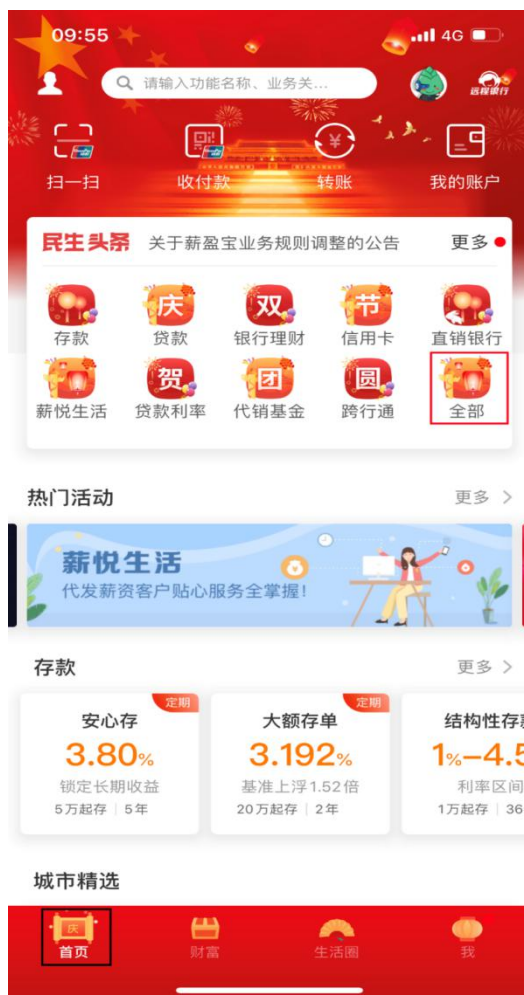 09:55
4G
请输入功能名称、业务关...
远程银行
扫一扫 收付款 转账 我的账户
民生头条 关于薪盈宝业务规则调整的公告 更多
庆 双 节
存款 贷款 银行理财 信用卡 直销银行
贺 团 圆
薪悦生活 贷款利率 代销基金 跨行通 全部
热门活动 更多 >
薪悦生活
代发薪资客户贴心服务全掌握!
存款 更多 >
定期 定期
安心存 大额存单 结构性存
3.80% 3.192% 1%-4.5
锁定长期收益 基准上浮1.52倍 利率区间
5万起存 | 5年 20万起存 | 2年 1万起存 | 36
城市精选
庆
首页 财富 生活圈 我